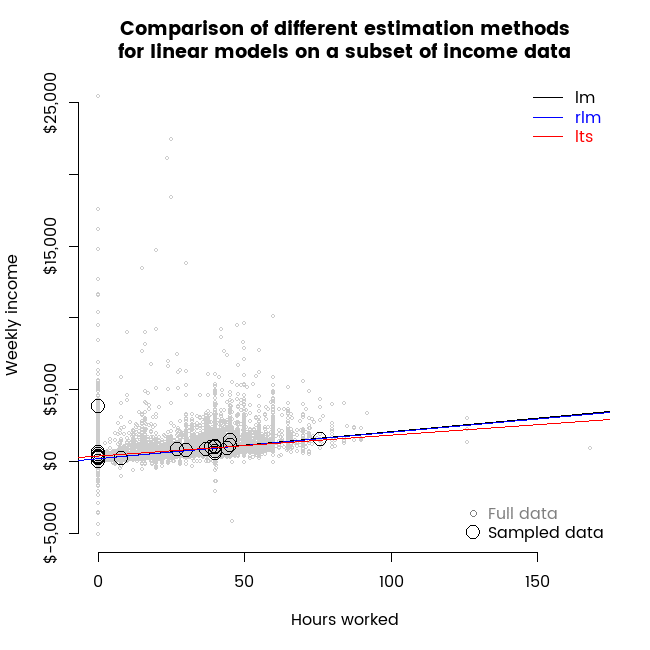 Comparison of different estimation methods
for linear models on a subset of income data
lm
rlm
lts
$25,000
$15,000
$5,000
$0
$−5,000
Weekly income
Full data
Sampled data
0 50 100 150
Hours worked